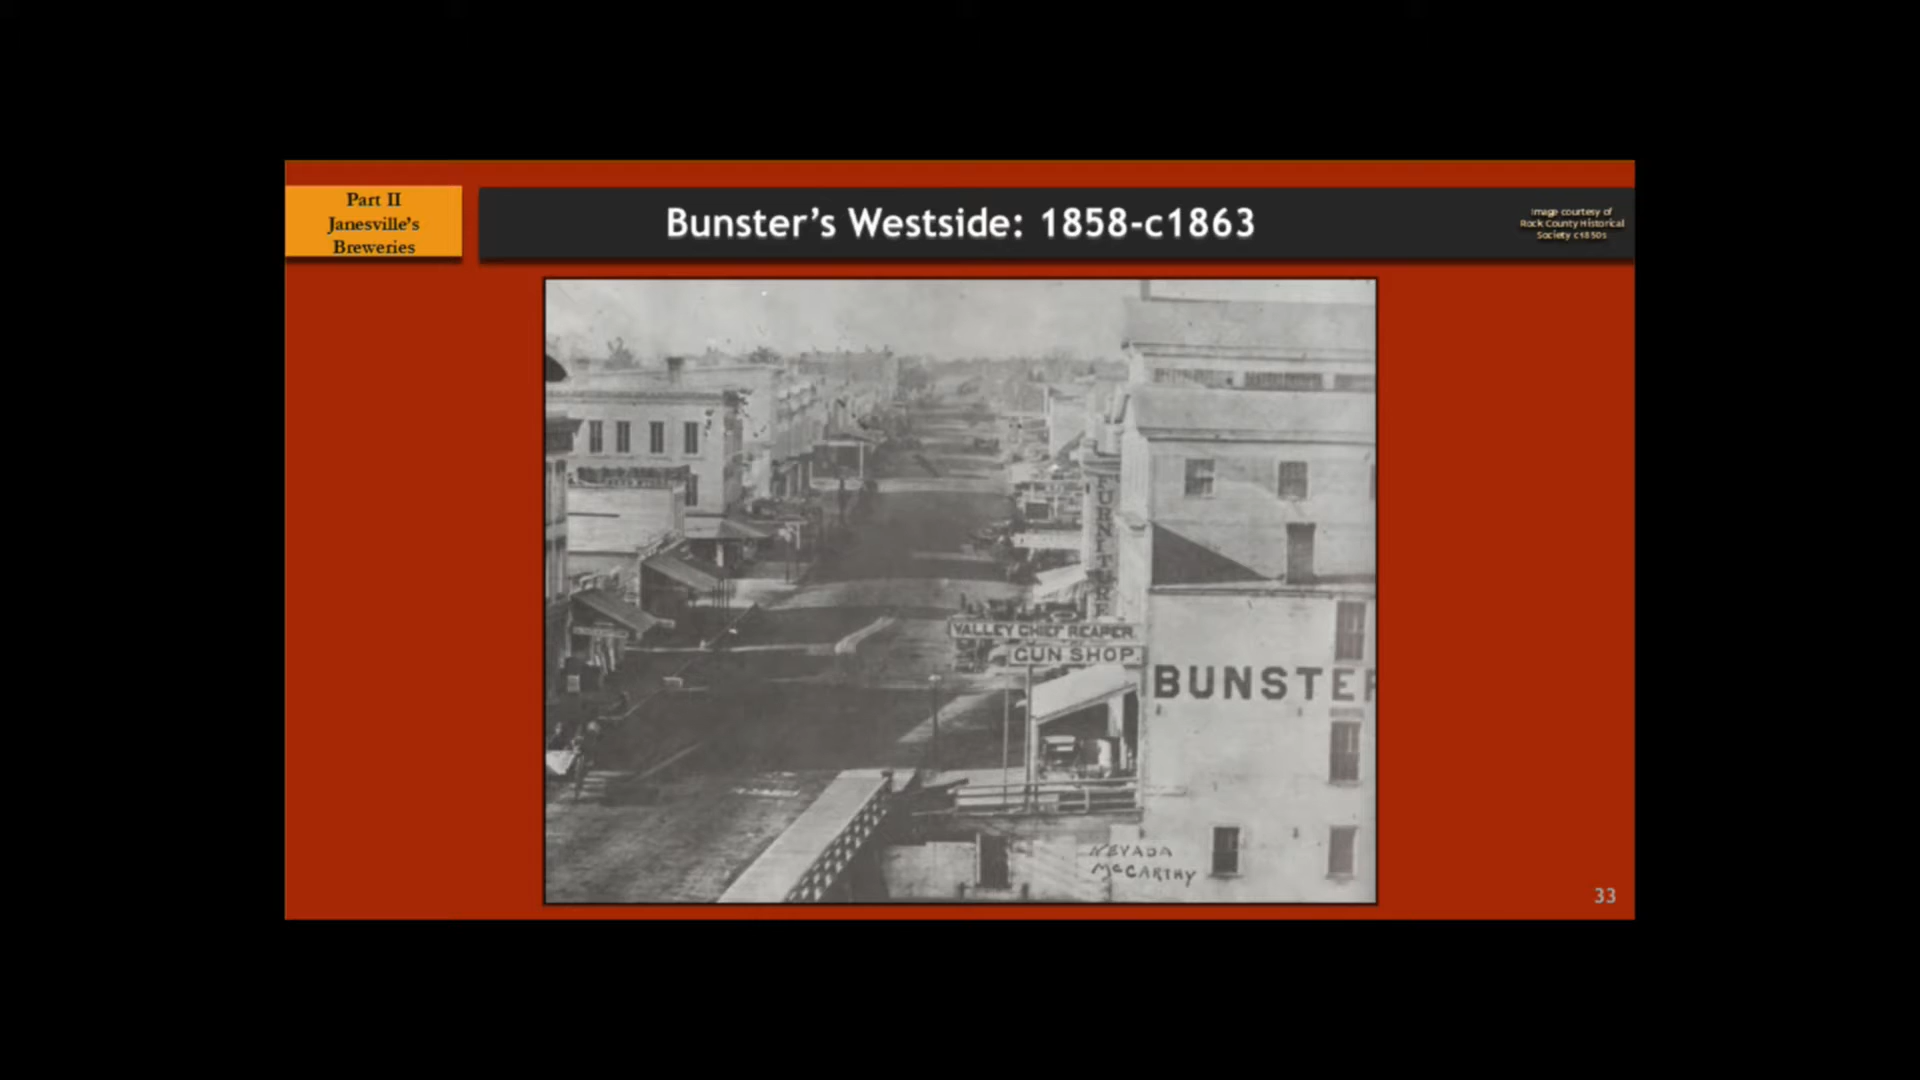 Part II
Janesville's
Breweries
Bunster's Westside: 1858-c1863
Image courtesy of
Rock County Historical
Society c1850s
FURNITURE
VALLEY CHIEF REAPER
GUN SHOP.
BUNSTER
NEVADA
McCARTHY
33